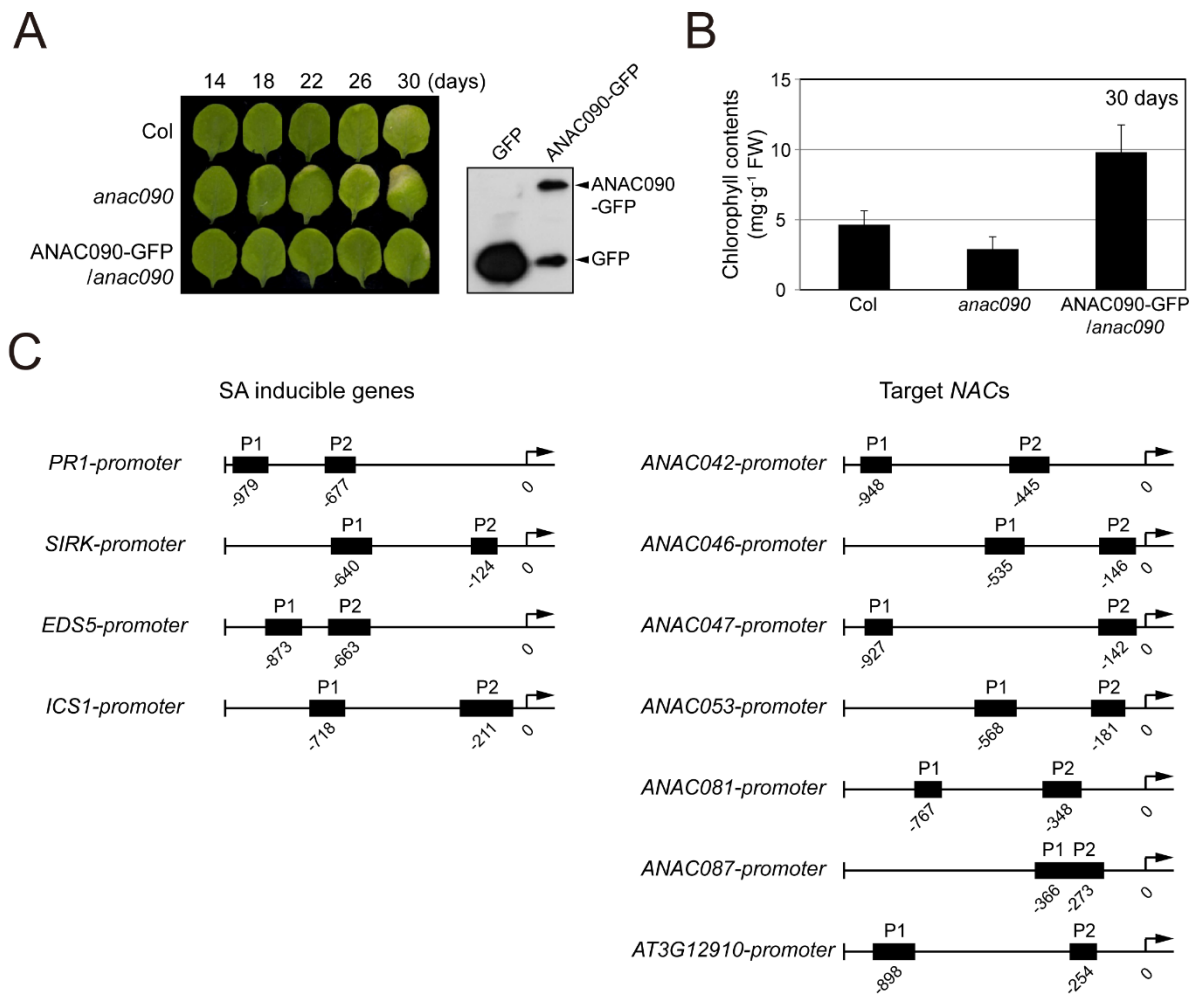 A
14 18 22 26 30 (days)
Col
anac090
ANAC090-GFP
/anac090
GFP
ANAC090-GFP
ANAC090
-GFP
GFP
B
Chlorophyll contents
(mg·g⁻¹ FW)
15
10
5
0
30 days
Col
anac090
ANAC090-GFP
/anac090
C
SA inducible genes
PR1-promoter
P1 P2
-979 -677 0
SIRK-promoter
P1 P2
-640 -124 0
EDS5-promoter
P1 P2
-873 -663 0
ICS1-promoter
P1 P2
-718 -211 0
Target NACs
ANAC042-promoter
P1 P2
-948 -445 0
ANAC046-promoter
P1 P2
-535 -146 0
ANAC047-promoter
P1 P2
-927 -142 0
ANAC053-promoter
P1 P2
-568 -181 0
ANAC081-promoter
P1 P2
-767 -348 0
ANAC087-promoter
P1 P2
-366 -273 0
AT3G12910-promoter
P1 P2
-898 -254 0